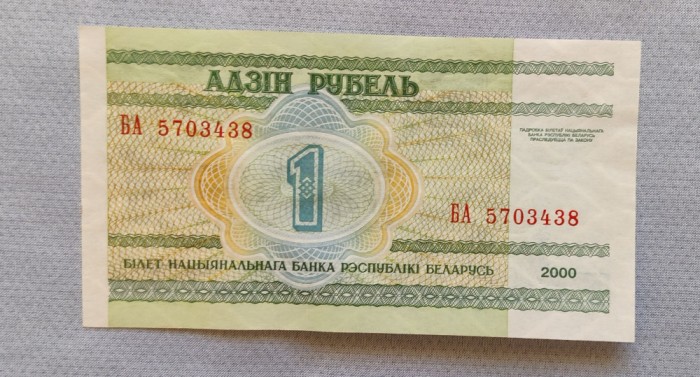 АДЗІН РУБЕЛЬ
БА 5703438
ПАДРОБКА БІЛЕТАЎ НАЦЫЯНАЛЬНАГА
БАНКА РЭСПУБЛІКІ БЕЛАРУСЬ
ПРАСЛЕДУЕЦЦА ПА ЗАКОНУ
1
БА 5703438
БІЛЕТ НАЦЫЯНАЛЬНАГА БАНКА РЭСПУБЛІКІ БЕЛАРУСЬ 2000